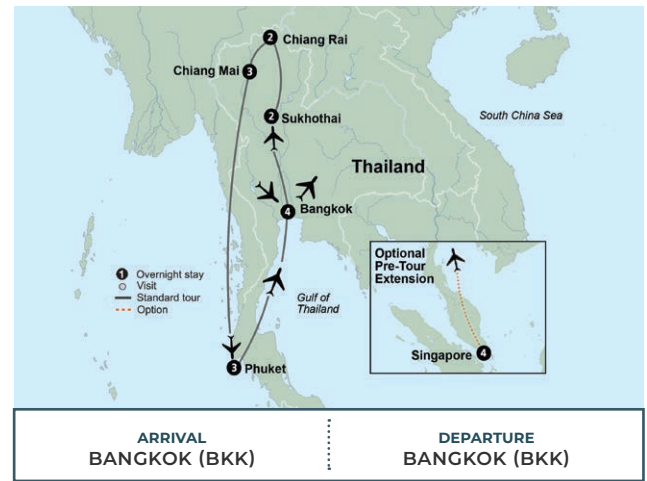 2 Chiang Rai
Chiang Mai 3
2 Sukhothai
South China Sea
Thailand
4 Bangkok
Optional
Pre-Tour
Extension
1 Overnight stay
Visit
Standard tour
Option
Gulf of
Thailand
Singapore 4
3 Phuket
ARRIVAL
BANGKOK (BKK)
DEPARTURE
BANGKOK (BKK)